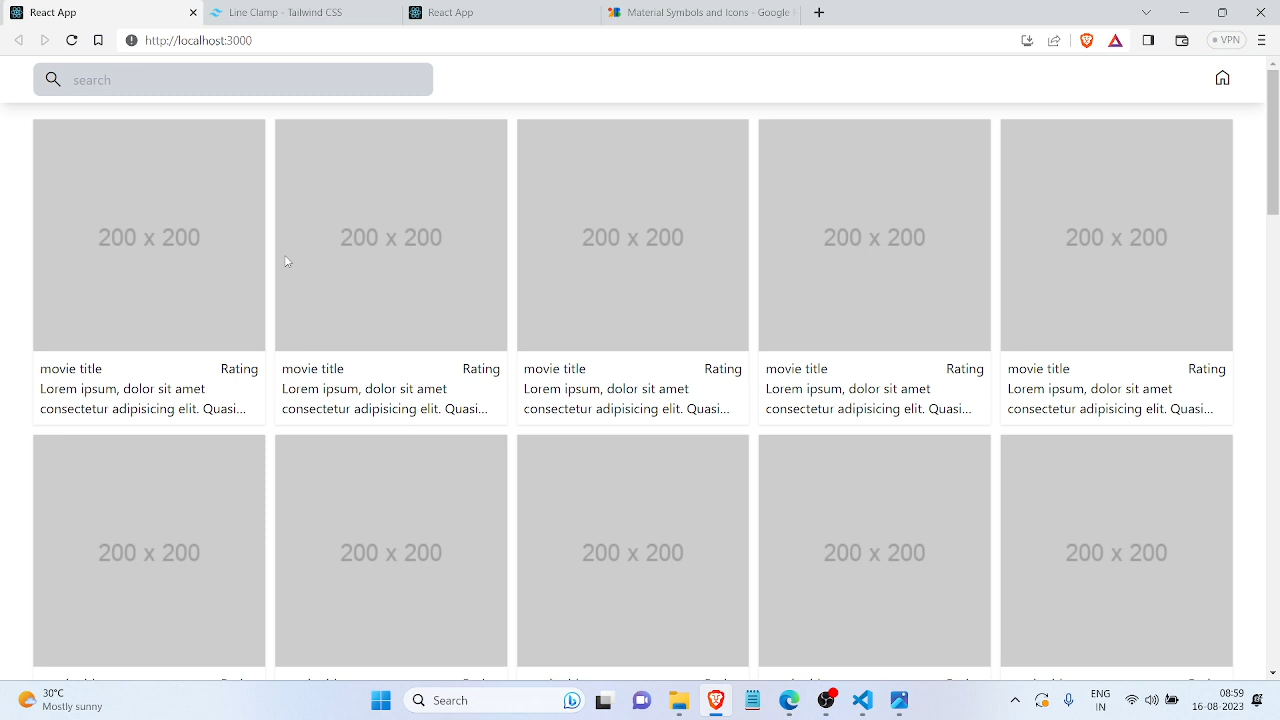 React App
Line Clamp - Tailwind CSS
React App
Material Symbols and Icons - Google
http://localhost:3000
VPN
search
200 x 200
200 x 200
200 x 200
200 x 200
200 x 200
movie title Rating
Lorem ipsum, dolor sit amet
consectetur adipisicing elit. Quasi...
movie title Rating
Lorem ipsum, dolor sit amet
consectetur adipisicing elit. Quasi...
movie title Rating
Lorem ipsum, dolor sit amet
consectetur adipisicing elit. Quasi...
movie title Rating
Lorem ipsum, dolor sit amet
consectetur adipisicing elit. Quasi...
movie title Rating
Lorem ipsum, dolor sit amet
consectetur adipisicing elit. Quasi...
200 x 200
200 x 200
200 x 200
200 x 200
200 x 200
30°C
Mostly sunny
Search
ENG
IN
08:59
16-08-2023